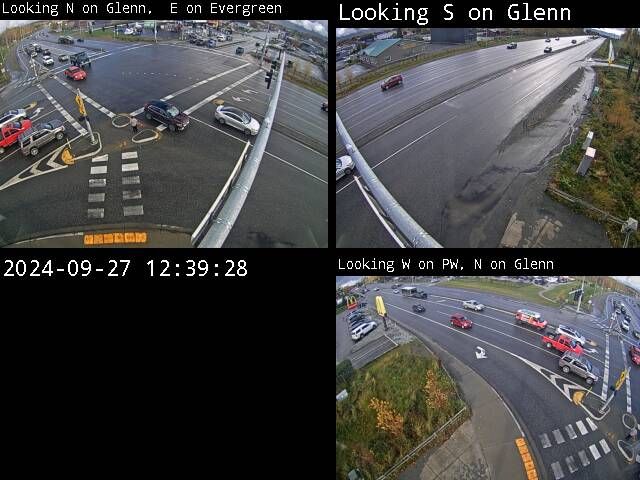 Looking N on Glenn,  E on Evergreen
Looking S on Glenn
2024-09-27 12:39:28
Looking W on PW, N on Glenn